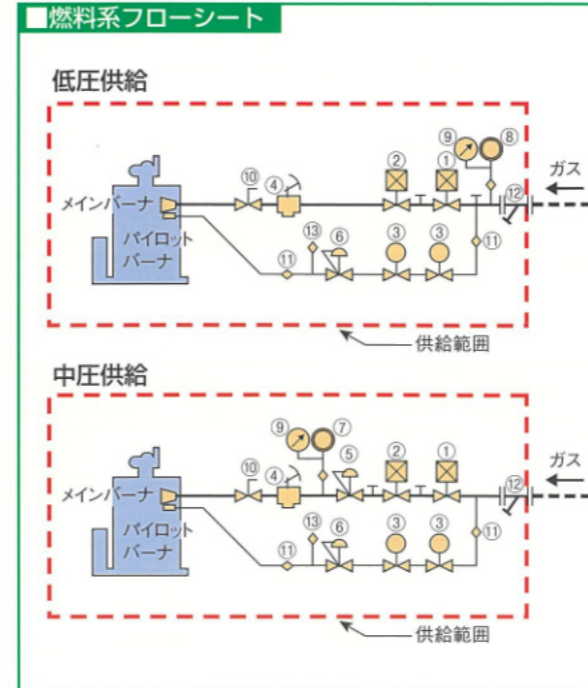 ■燃料系フローシート
低圧供給
⑨ ⑧
② ①
ガス
⑩ ④ ⑫
メインバーナ
⑬ ⑥ ③ ③
パイロット
バーナ
⑪ ⑪
供給範囲
中圧供給
⑨ ⑦
② ①
⑤
ガス
⑩ ④ ⑫
メインバーナ
⑬ ⑥ ③ ③
パイロット
バーナ
⑪ ⑪
供給範囲